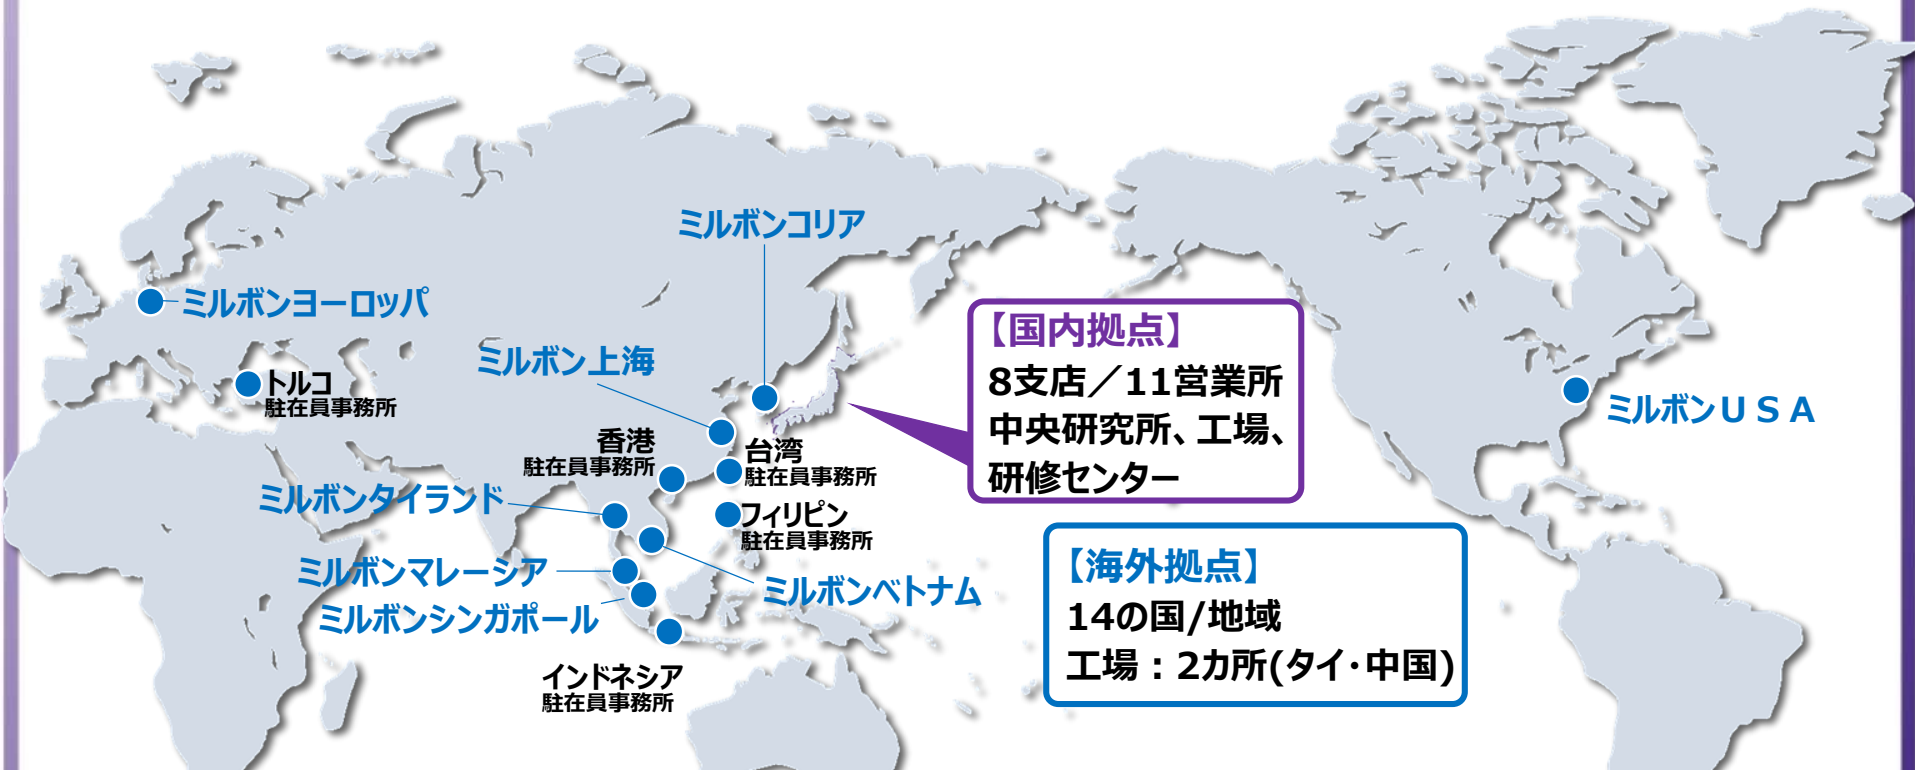 ミルボンコリア
ミルボンヨーロッパ
ミルボン上海
トルコ
駐在員事務所
香港
駐在員事務所
台湾
駐在員事務所
ミルボンタイランド
フィリピン
駐在員事務所
ミルボンマレーシア
ミルボンベトナム
ミルボンシンガポール
インドネシア
駐在員事務所
【国内拠点】
8支店／11営業所
中央研究所、工場、
研修センター
ミルボンＵＳＡ
【海外拠点】
14の国/地域
工場：2カ所(タイ・中国)